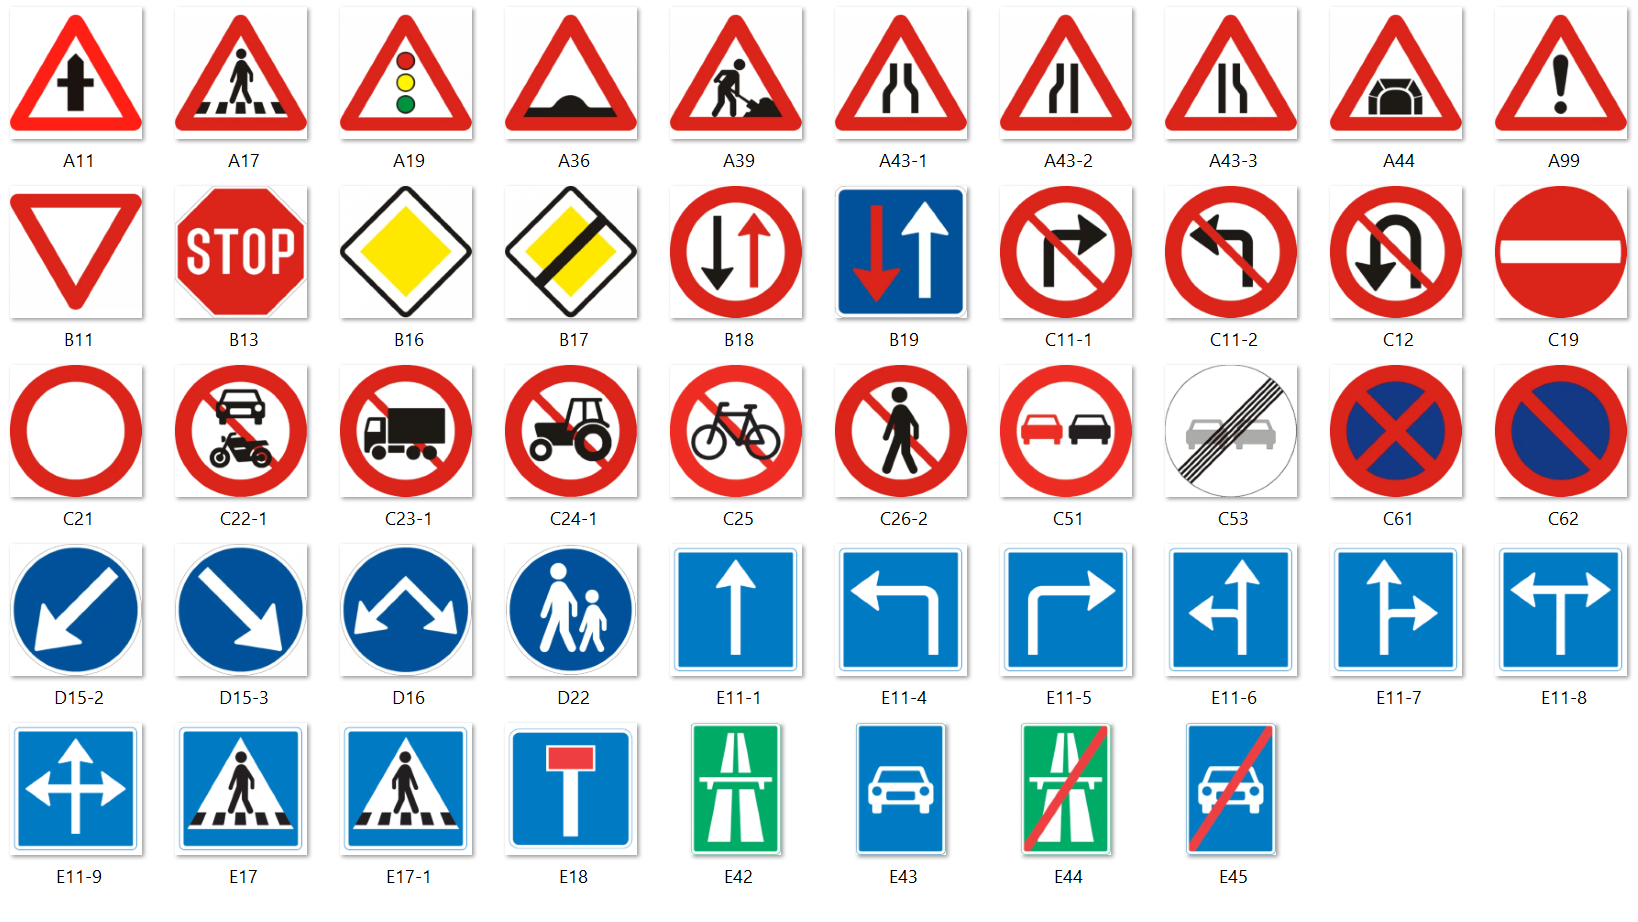 A11 A17 A19 A36 A39 A43-1 A43-2 A43-3 A44 A99
STOP
B11 B13 B16 B17 B18 B19 C11-1 C11-2 C12 C19
C21 C22-1 C23-1 C24-1 C25 C26-2 C51 C53 C61 C62
D15-2 D15-3 D16 D22 E11-1 E11-4 E11-5 E11-6 E11-7 E11-8
E11-9 E17 E17-1 E18 E42 E43 E44 E45